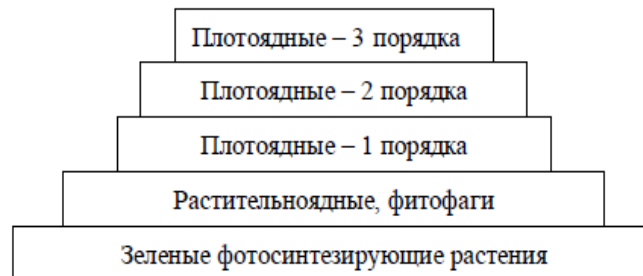 Плотоядные – 3 порядка
Плотоядные – 2 порядка
Плотоядные – 1 порядка
Растительноядные, фитофаги
Зеленые фотосинтезирующие растения